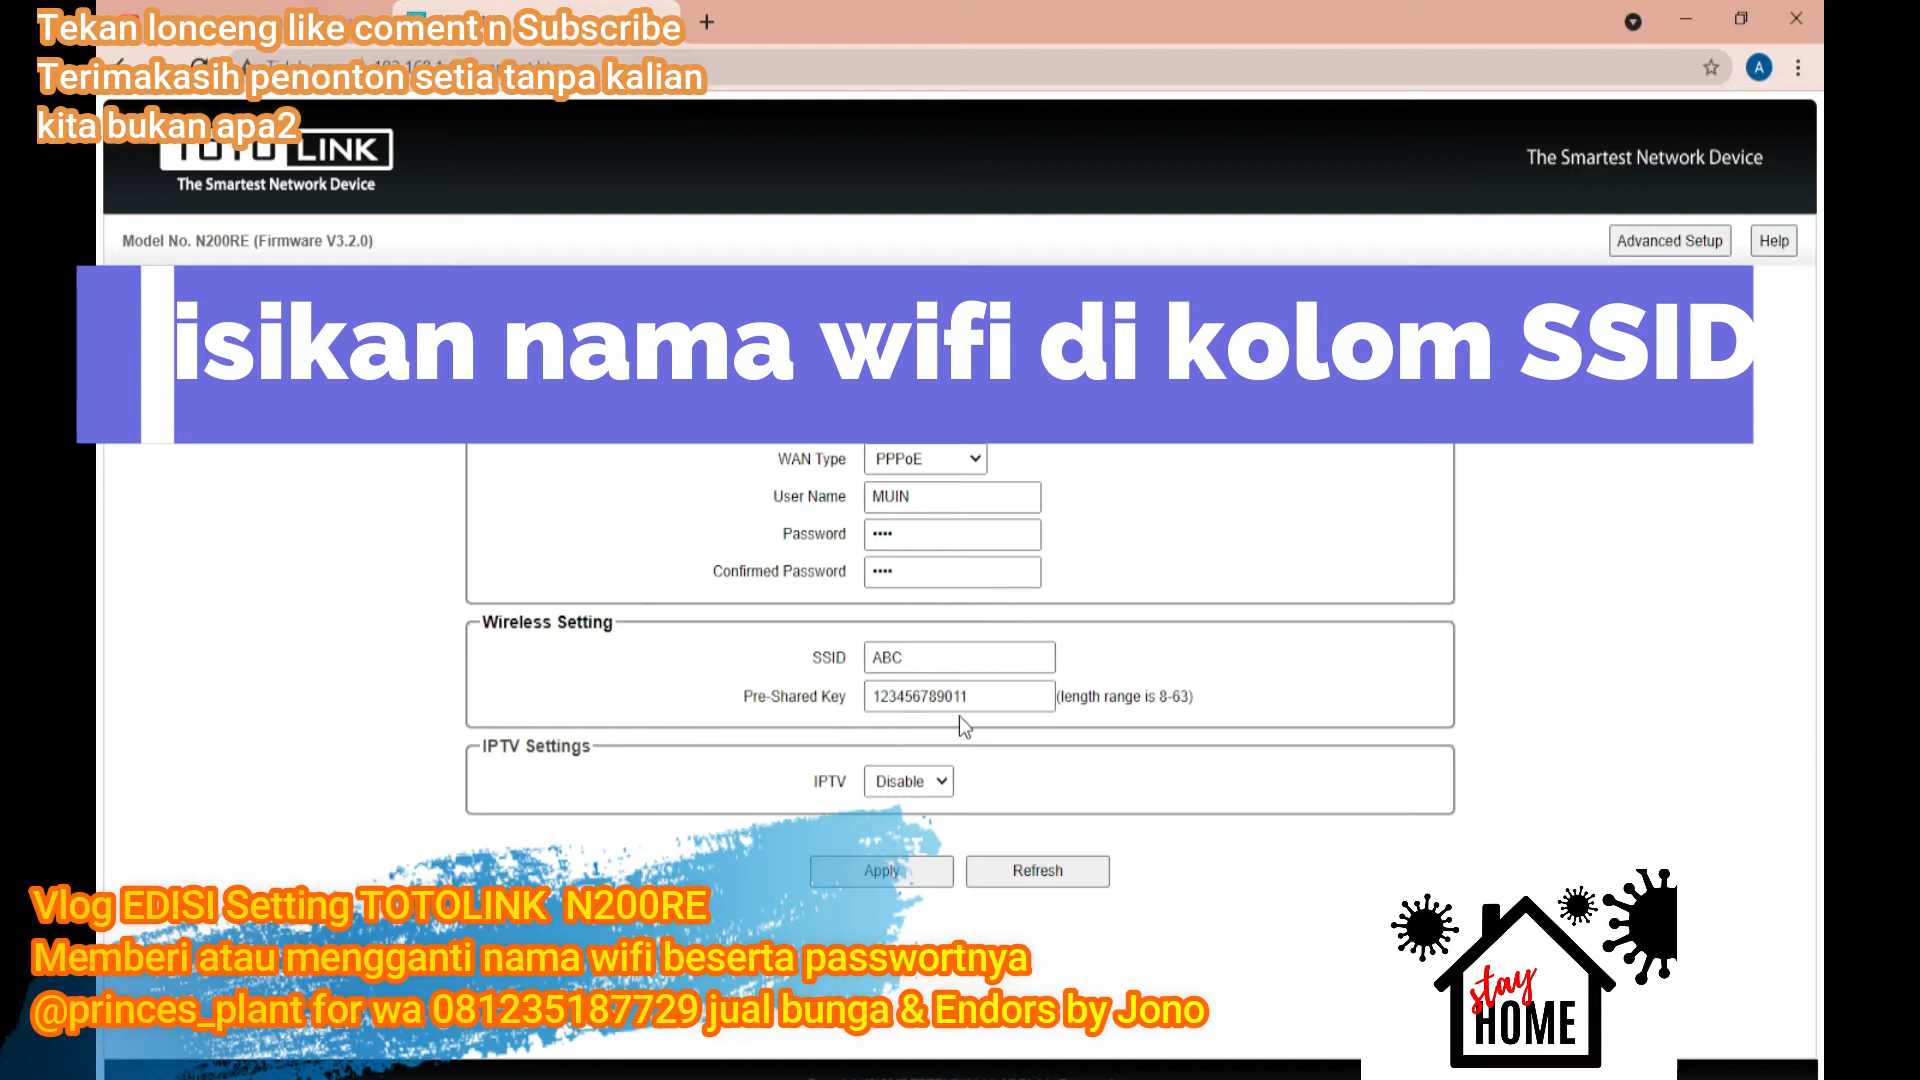 Tekan lonceng like coment n Subscribe
Terimakasih penonton setia tanpa kalian
kita bukan apa2
A
TOTO LINK
The Smartest Network Device
The Smartest Network Device
Model No. N200RE (Firmware V3.2.0)
Advanced Setup
Help
isikan nama wifi di kolom SSID
WAN Type PPPoE
User Name MUIN
Password ••••
Confirmed Password ••••
Wireless Setting
SSID ABC
Pre-Shared Key 123456789011 (length range is 8-63)
IPTV Settings
IPTV Disable
Apply Refresh
Vlog EDISI Setting TOTOLINK N200RE
Memberi atau mengganti nama wifi beserta passwortnya
@princes_plant for wa 081235187729 jual bunga & Endors by Jono
stay
HOME